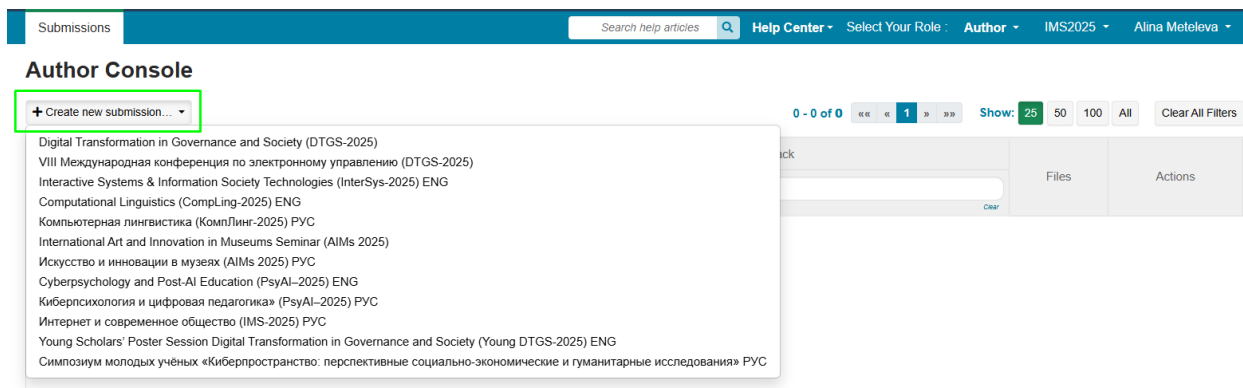 Submissions
Search help articles
Help Center
Select Your Role :
Author
IMS2025
Alina Meteleva
Author Console
+ Create new submission...
0 - 0 of 0
«« « 1 » »»
Show: 25 50 100 All
Clear All Filters
Digital Transformation in Governance and Society (DTGS-2025)
VIII Международная конференция по электронному управлению (DTGS-2025)
Interactive Systems & Information Society Technologies (InterSys-2025) ENG
Computational Linguistics (CompLing-2025) ENG
Компьютерная лингвистика (КомпЛинг-2025) РУС
International Art and Innovation in Museums Seminar (AIMs 2025)
Искусство и инновации в музеях (AIMs 2025) РУС
Cyberpsychology and Post-AI Education (PsyAI–2025) ENG
Киберпсихология и цифровая педагогика» (PsyAI–2025) РУС
Интернет и современное общество (IMS-2025) РУС
Young Scholars' Poster Session Digital Transformation in Governance and Society (Young DTGS-2025) ENG
Симпозиум молодых учёных «Киберпространство: перспективные социально-экономические и гуманитарные исследования» РУС
ack
Clear
Files
Actions